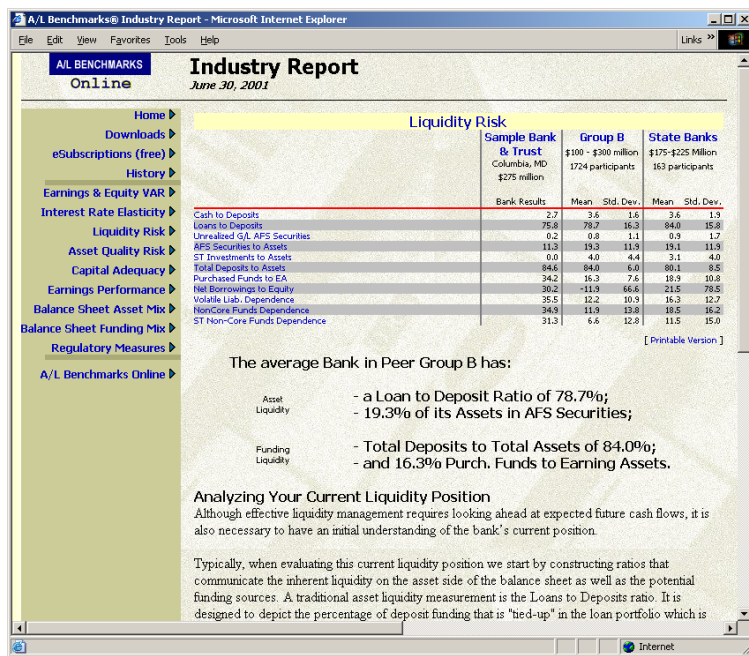 A/L Benchmarks® Industry Report - Microsoft Internet Explorer
File Edit View Favorites Tools Help Links »
A/L BENCHMARKS
Online
Industry Report
June 30, 2001
Home
Downloads
eSubscriptions (free)
History
Earnings & Equity VAR
Interest Rate Elasticity
Liquidity Risk
Asset Quality Risk
Capital Adequacy
Earnings Performance
Balance Sheet Asset Mix
Balance Sheet Funding Mix
Regulatory Measures
A/L Benchmarks Online
Liquidity Risk
Sample Bank & Trust Group B State Banks
Columbia, MD $100 - $300 million $175-$225 Million
$275 million 1724 participants 163 participants
Bank Results Mean Std. Dev. Mean Std. Dev.
Cash to Deposits 2.7 3.6 1.6 3.6 1.9
Loans to Deposits 75.8 78.7 16.3 84.0 15.8
Unrealized G/L AFS Securities 0.2 0.8 1.1 0.9 1.7
AFS Securities to Assets 11.3 19.3 11.9 19.1 11.9
ST Investments to Assets 0.0 4.0 4.4 3.1 4.0
Total Deposits to Assets 84.6 84.0 6.0 80.1 8.5
Purchased Funds to EA 34.2 16.3 7.6 18.9 10.8
Net Borrowings to Equity 30.2 -11.9 66.6 21.5 78.5
Volatile Liab. Dependence 35.5 12.2 10.9 16.3 12.7
NonCore Funds Dependence 34.9 11.9 13.8 18.5 16.2
ST Non-Core Funds Dependence 31.3 6.6 12.8 11.5 15.0
[ Printable Version ]
The average Bank in Peer Group B has:
Asset Liquidity
- a Loan to Deposit Ratio of 78.7%;
- 19.3% of its Assets in AFS Securities;
Funding Liquidity
- Total Deposits to Total Assets of 84.0%;
- and 16.3% Purch. Funds to Earning Assets.
Analyzing Your Current Liquidity Position
Although effective liquidity management requires looking ahead at expected future cash flows, it is
also necessary to have an initial understanding of the bank's current position.
Typically, when evaluating this current liquidity position we start by constructing ratios that
communicate the inherent liquidity on the asset side of the balance sheet as well as the potential
funding sources. A traditional asset liquidity measurement is the Loans to Deposits ratio. It is
designed to depict the percentage of deposit funding that is "tied-up" in the loan portfolio which is
Internet